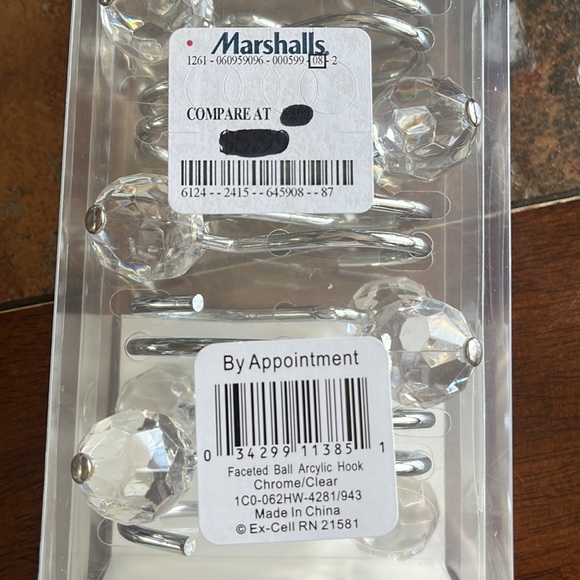 Marshalls
1261 - 060959096 - 000599 - 08 - 2
COMPARE AT
6124 -- 2415 -- 645908 -- 87
By Appointment
0 34299 11385 1
Faceted Ball Arcylic Hook
Chrome/Clear
1C0-062HW-4281/943
Made In China
© Ex-Cell RN 21581